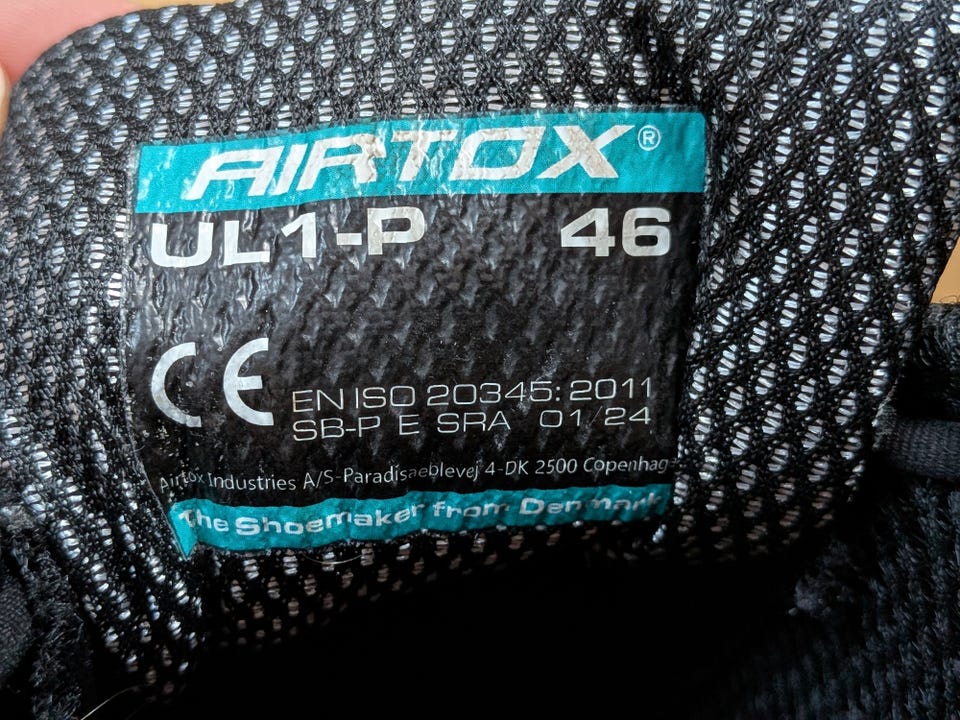 AIRTOX®
UL1-P 46
CE
EN ISO 20345: 2011
SB-P E SRA 01/24
Airtox Industries A/S-Paradisaeblevej 4-DK 2500 Copenhag
The Shoemaker from Denmark